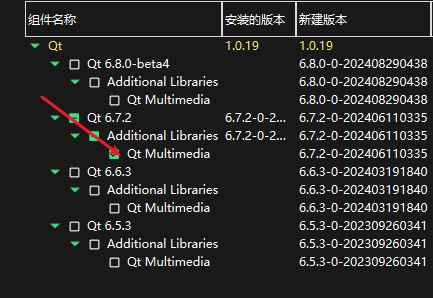 组件名称 安装的版本 新建版本
Qt 1.0.19 1.0.19
Qt 6.8.0-beta4 6.8.0-0-202408290438
Additional Libraries 6.8.0-0-202408290438
Qt Multimedia 6.8.0-0-202408290438
Qt 6.7.2 6.7.2-0-2... 6.7.2-0-202406110335
Additional Libraries 6.7.2-0-2... 6.7.2-0-202406110335
Qt Multimedia 6.7.2-0-202406110335
Qt 6.6.3 6.6.3-0-202403191840
Additional Libraries 6.6.3-0-202403191840
Qt Multimedia 6.6.3-0-202403191840
Qt 6.5.3 6.5.3-0-202309260341
Additional Libraries 6.5.3-0-202309260341
Qt Multimedia 6.5.3-0-202309260341